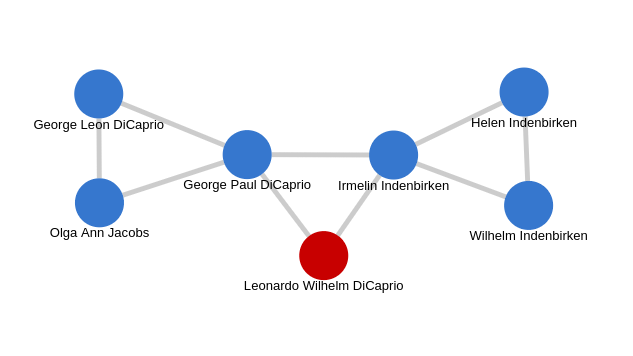 George Leon DiCaprio
Helen Indenbirken
George Paul DiCaprio
Irmelin Indenbirken
Olga Ann Jacobs
Wilhelm Indenbirken
Leonardo Wilhelm DiCaprio